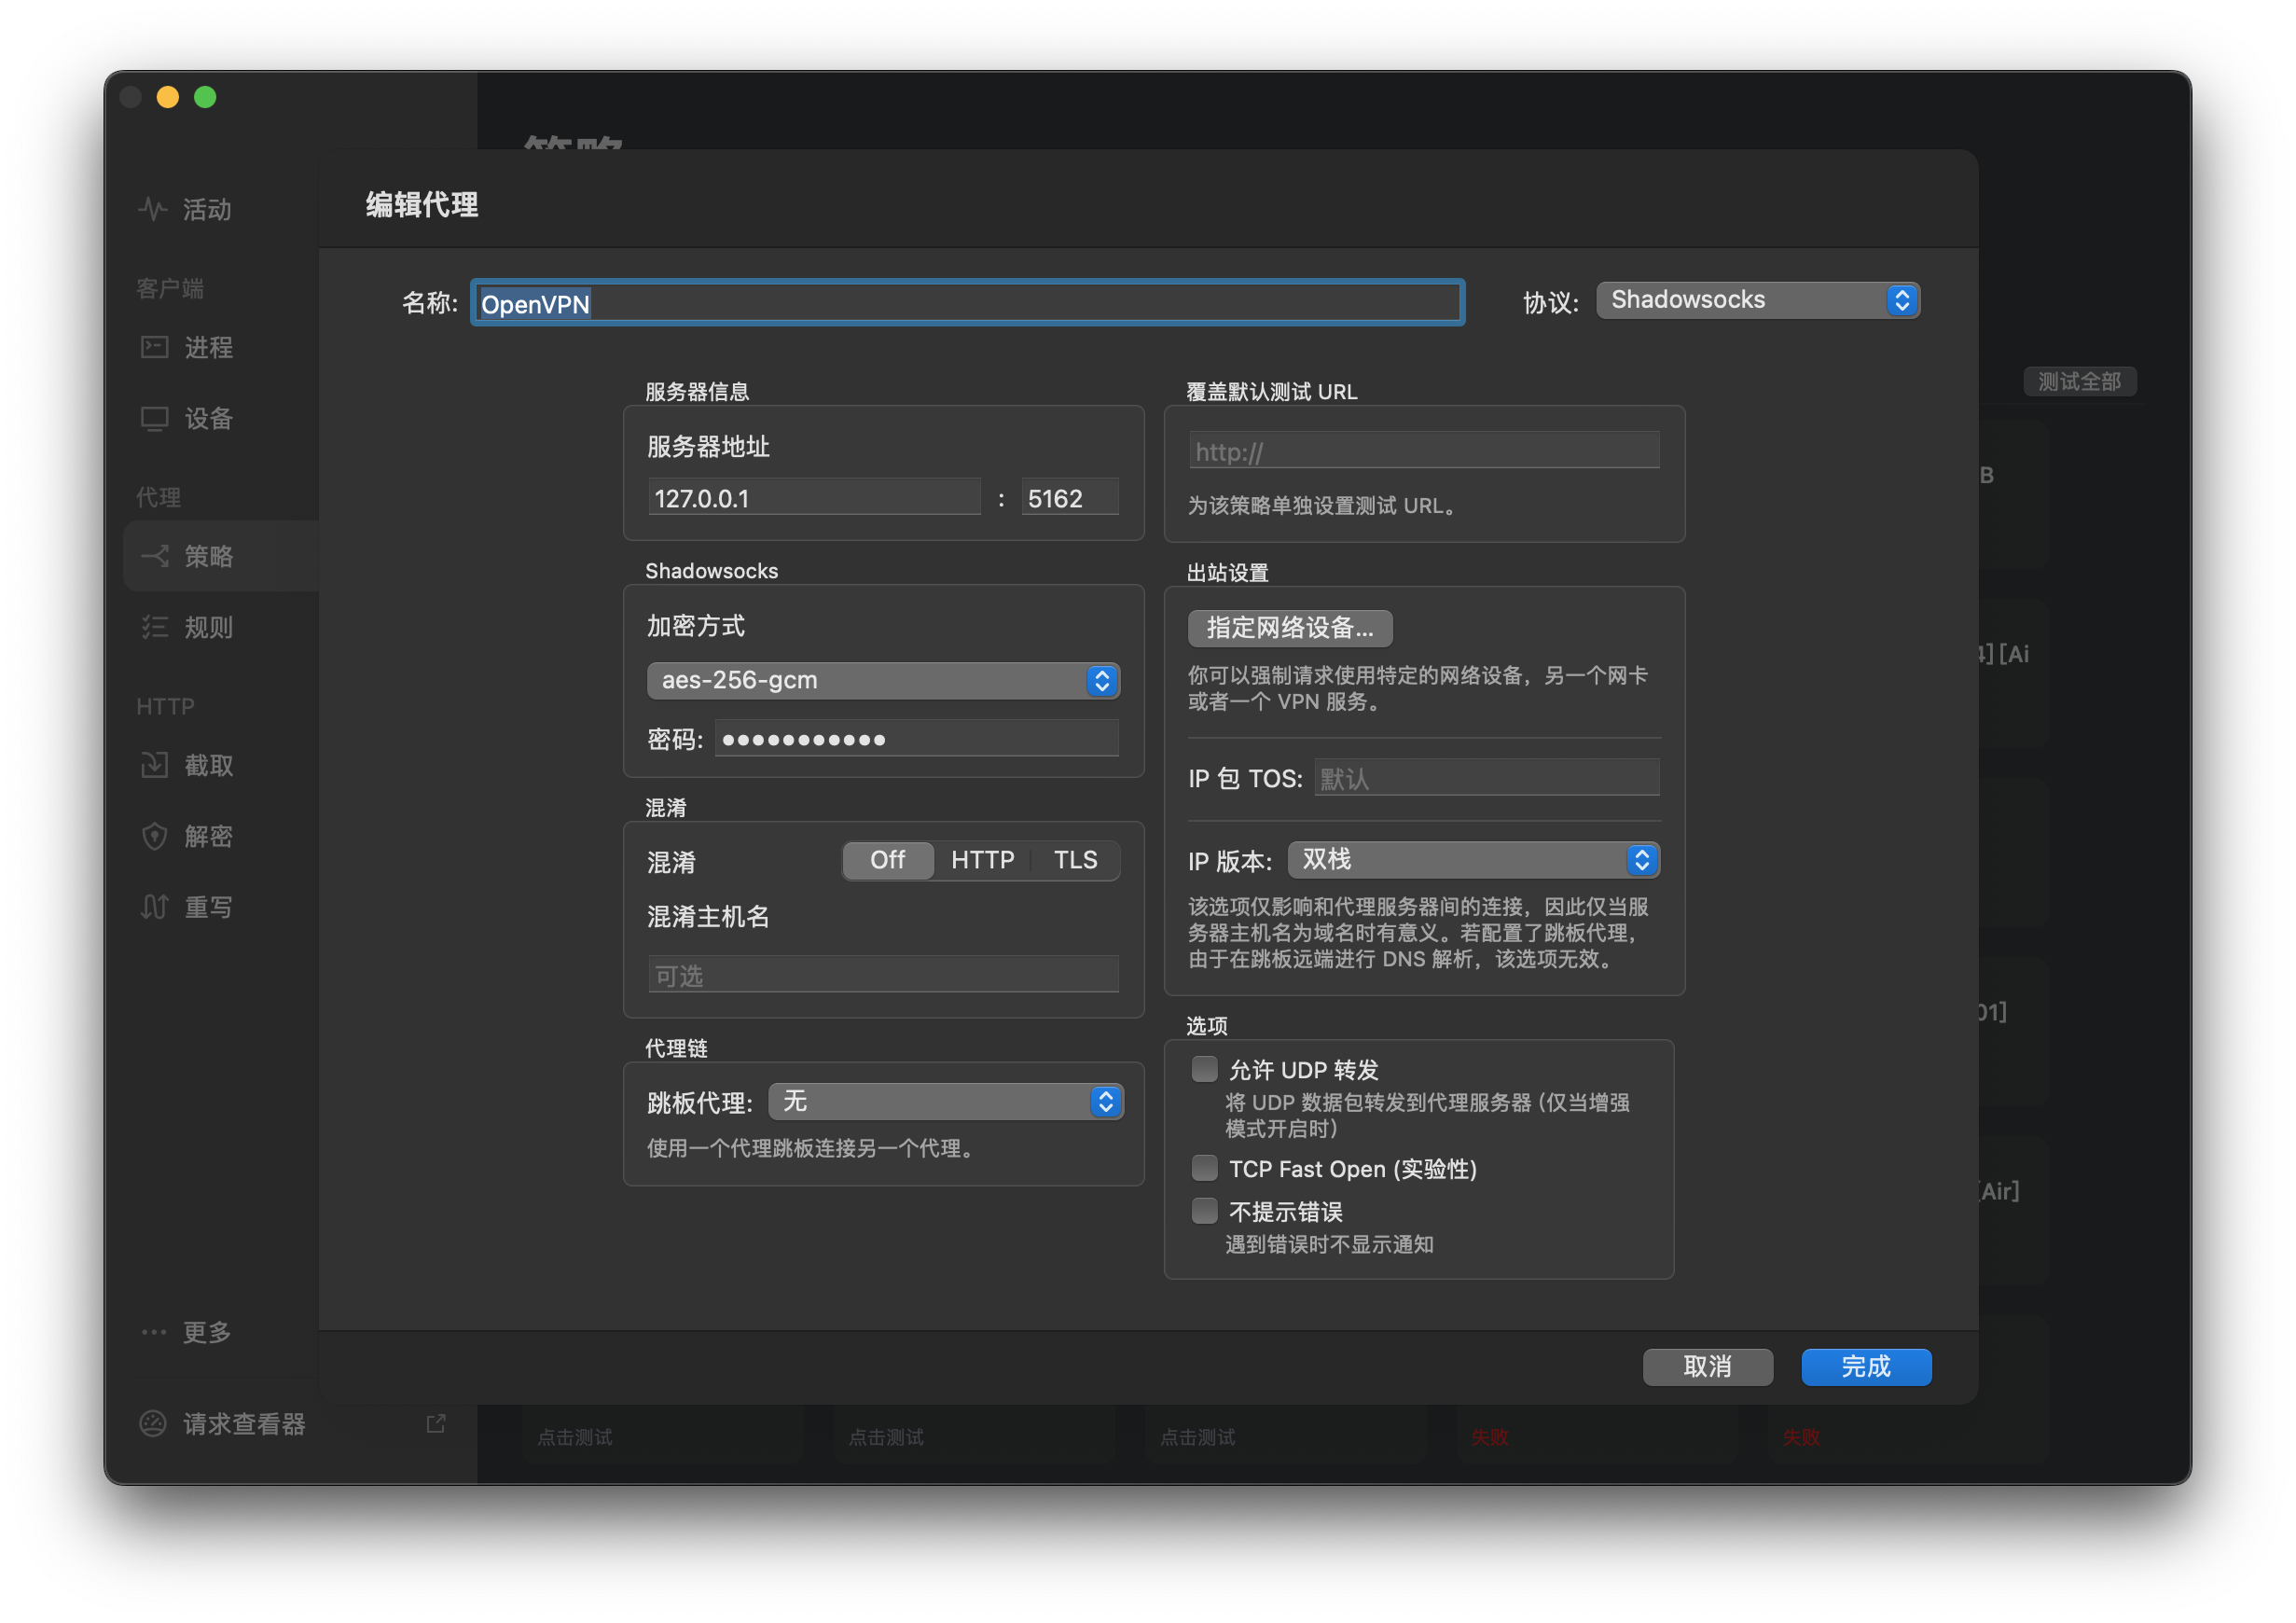 策略
活动
客户端
进程
设备
代理
策略
规则
HTTP
截取
解密
重写
更多
请求查看器
编辑代理
名称: OpenVPN
协议: Shadowsocks
服务器信息
服务器地址
127.0.0.1 : 5162
Shadowsocks
加密方式
aes-256-gcm
密码: ●●●●●●●●●●●
混淆
混淆 Off HTTP TLS
混淆主机名
可选
代理链
跳板代理: 无
使用一个代理跳板连接另一个代理。
覆盖默认测试 URL
http://
为该策略单独设置测试 URL。
出站设置
指定网络设备...
你可以强制请求使用特定的网络设备，另一个网卡
或者一个 VPN 服务。
IP 包 TOS: 默认
IP 版本: 双栈
该选项仅影响和代理服务器间的连接，因此仅当服
务器主机名为域名时有意义。若配置了跳板代理，
由于在跳板远端进行 DNS 解析，该选项无效。
选项
允许 UDP 转发
将 UDP 数据包转发到代理服务器 (仅当增强
模式开启时)
TCP Fast Open (实验性)
不提示错误
遇到错误时不显示通知
取消 完成
测试全部
B
4][Ai
01]
[Air]
点击测试 点击测试 点击测试 失败 失败